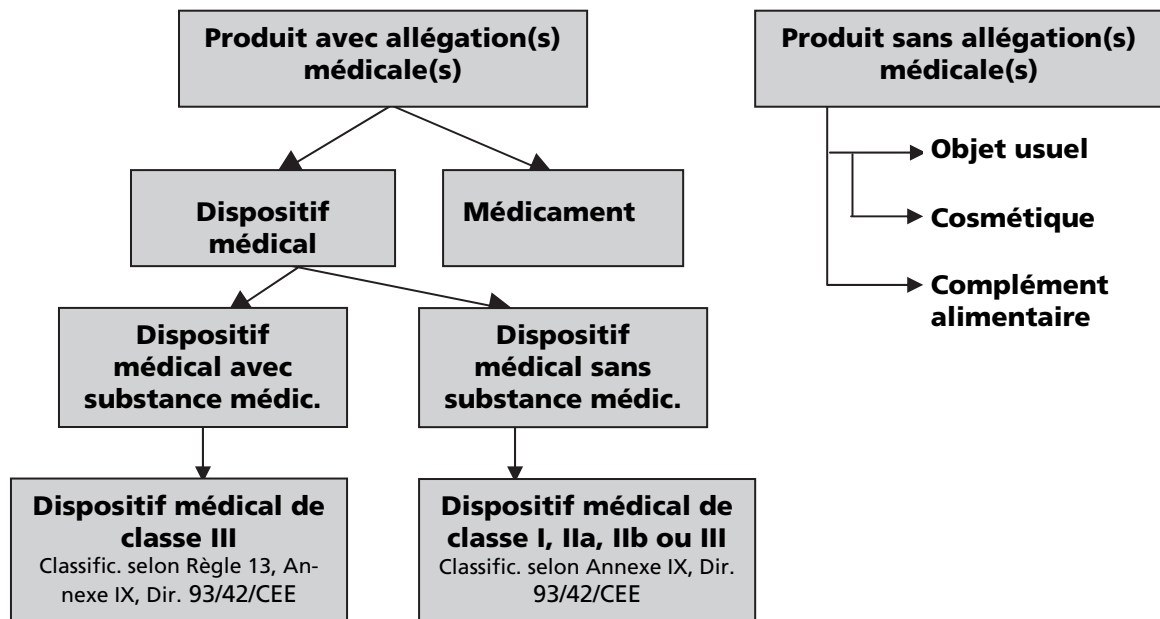 Produit avec allégation(s)
médicale(s)
Produit sans allégation(s)
médicale(s)
Objet usuel
Cosmétique
Complément
alimentaire
Dispositif
médical
Médicament
Dispositif
médical avec
substance médic.
Dispositif
médical sans
substance médic.
Dispositif médical de
classe III
Classific. selon Règle 13, An-
nexe IX, Dir. 93/42/CEE
Dispositif médical de
classe I, IIa, IIb ou III
Classific. selon Annexe IX, Dir.
93/42/CEE